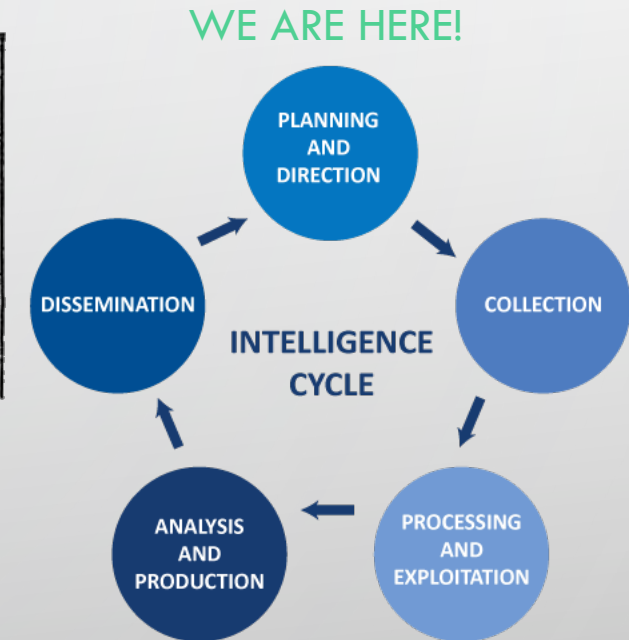 WE ARE HERE!
PLANNING
AND
DIRECTION
DISSEMINATION
COLLECTION
INTELLIGENCE
CYCLE
ANALYSIS
AND
PRODUCTION
PROCESSING
AND
EXPLOITATION